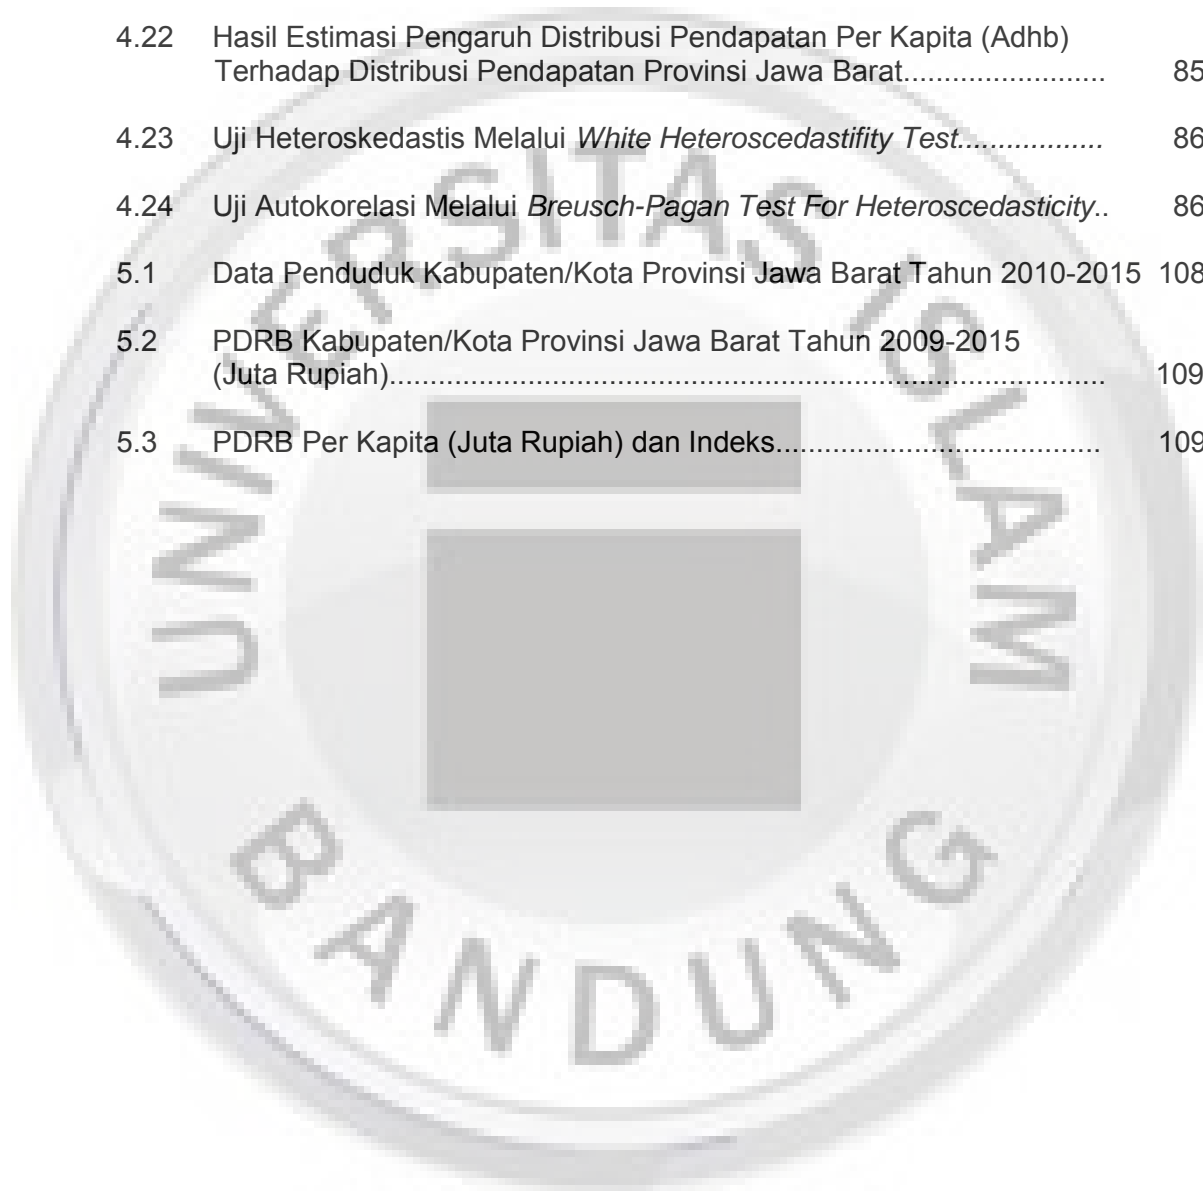 4.22 Hasil Estimasi Pengaruh Distribusi Pendapatan Per Kapita (Adhb)
Terhadap Distribusi Pendapatan Provinsi Jawa Barat......................... 85
4.23 Uji Heteroskedastis Melalui White Heteroscedastifity Test.................. 86
4.24 Uji Autokorelasi Melalui Breusch-Pagan Test For Heteroscedasticity.. 86
5.1 Data Penduduk Kabupaten/Kota Provinsi Jawa Barat Tahun 2010-2015 108
5.2 PDRB Kabupaten/Kota Provinsi Jawa Barat Tahun 2009-2015
(Juta Rupiah)........................................................................................ 109
5.3 PDRB Per Kapita (Juta Rupiah) dan Indeks........................................ 109
UNIVERSITAS ISLAM
BANDUNG